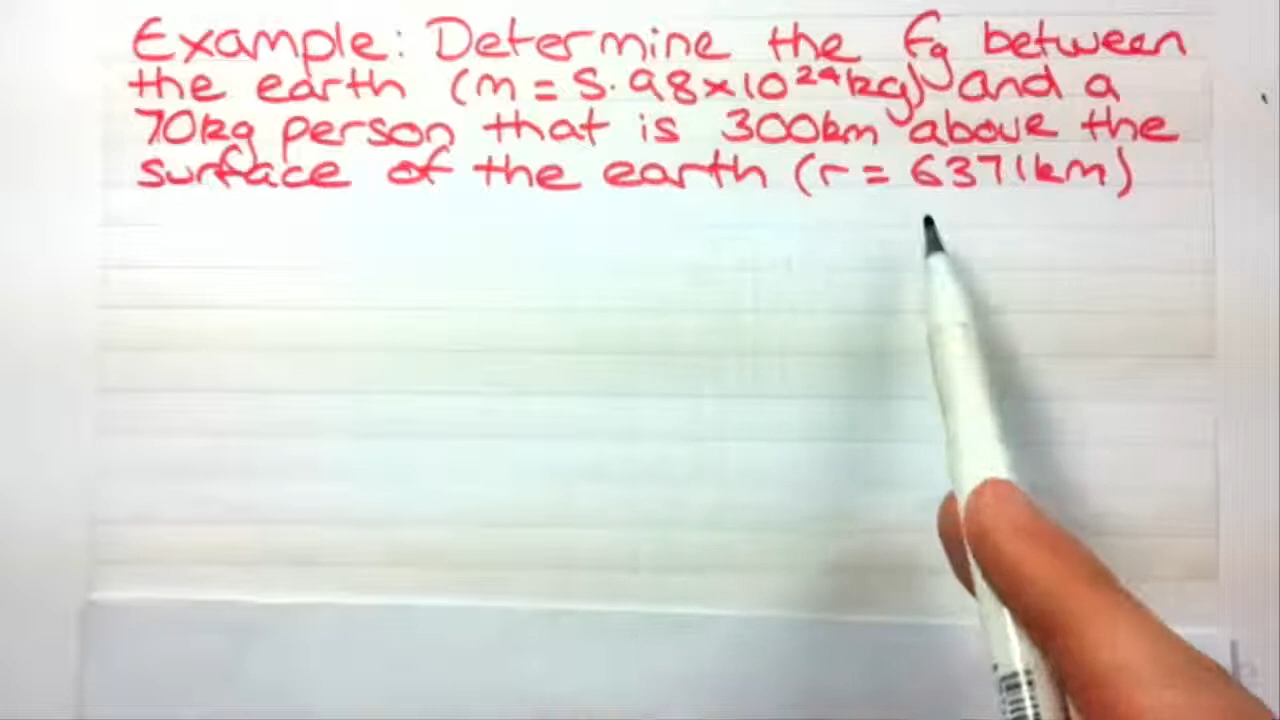 Example: Determine the Fg between
the earth (m = 5.98×10²⁴kg) and a
70kg person that is 300km above the
surface of the earth (r = 6371km)